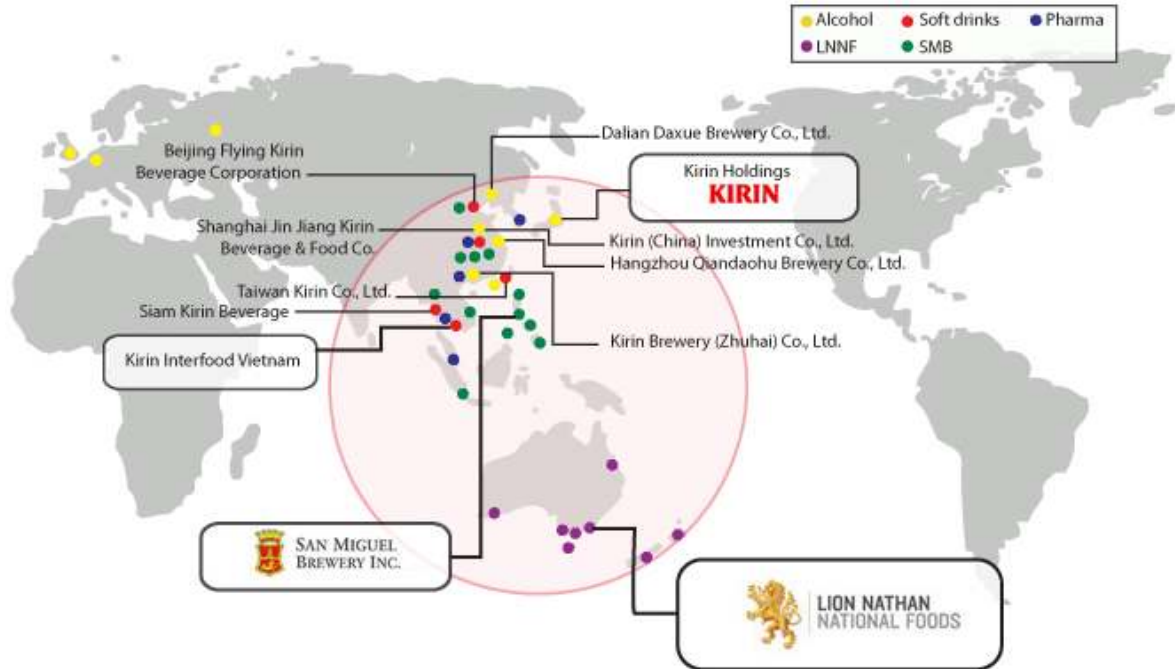 Alcohol
Soft drinks
Pharma
LNNF
SMB
Dalian Daxue Brewery Co., Ltd.
Beijing Flying Kirin
Beverage Corporation
Kirin Holdings
KIRIN
Shanghai Jin Jiang Kirin
Beverage & Food Co.
Kirin (China) Investment Co., Ltd.
Hangzhou Qiandaohu Brewery Co., Ltd.
Taiwan Kirin Co., Ltd.
Siam Kirin Beverage
Kirin Brewery (Zhuhai) Co., Ltd.
Kirin Interfood Vietnam
SAN MIGUEL
BREWERY INC.
LION NATHAN
NATIONAL FOODS